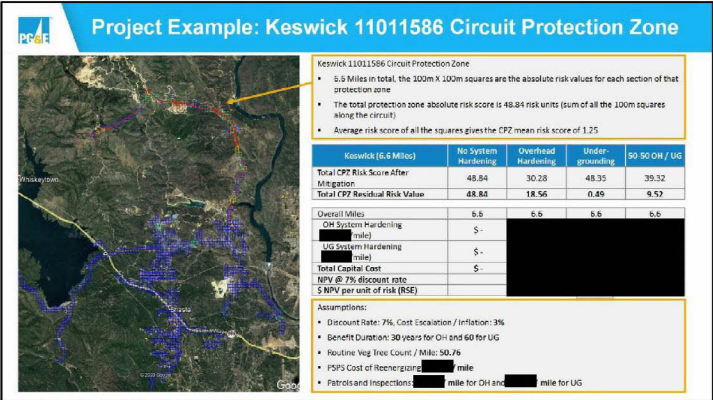 PG&E
Project Example: Keswick 11011586 Circuit Protection Zone
Keswick 11011586 Circuit Protection Zone
▪ 6.6 Miles in total, the 100m X 100m squares are the absolute risk values for each section of that
protection zone
▪ The total protection zone absolute risk score is 48.84 risk units (sum of all the 100m squares
along the circuit)
▪ Average risk score of all the squares gives the CPZ mean risk score of 1.25
Keswick (6.6 Miles) No System Hardening Overhead Hardening Under-grounding 50-50 OH / UG
Total CPZ Risk Score After Mitigation 48.84 30.28 48.35 39.32
Total CPZ Residual Risk Value 48.84 18.56 0.49 9.52
Overall Miles 6.6 6.6 6.6 6.6
OH System Hardening
/mile) $ -
UG System Hardening
/mile) $ -
Total Capital Cost $ -
NPV @ 7% discount rate
$ NPV per unit of risk (RSE)
Assumptions:
▪ Discount Rate: 7%, Cost Escalation / Inflation: 3%
▪ Benefit Duration: 30 years for OH and 60 for UG
▪ Routine Veg Tree Count / Mile: 50.76
▪ PSPS Cost of Reenergizing / mile
▪ Patrols and Inspections: / mile for OH and / mile for UG
Whiskeytown
Shasta
Goog